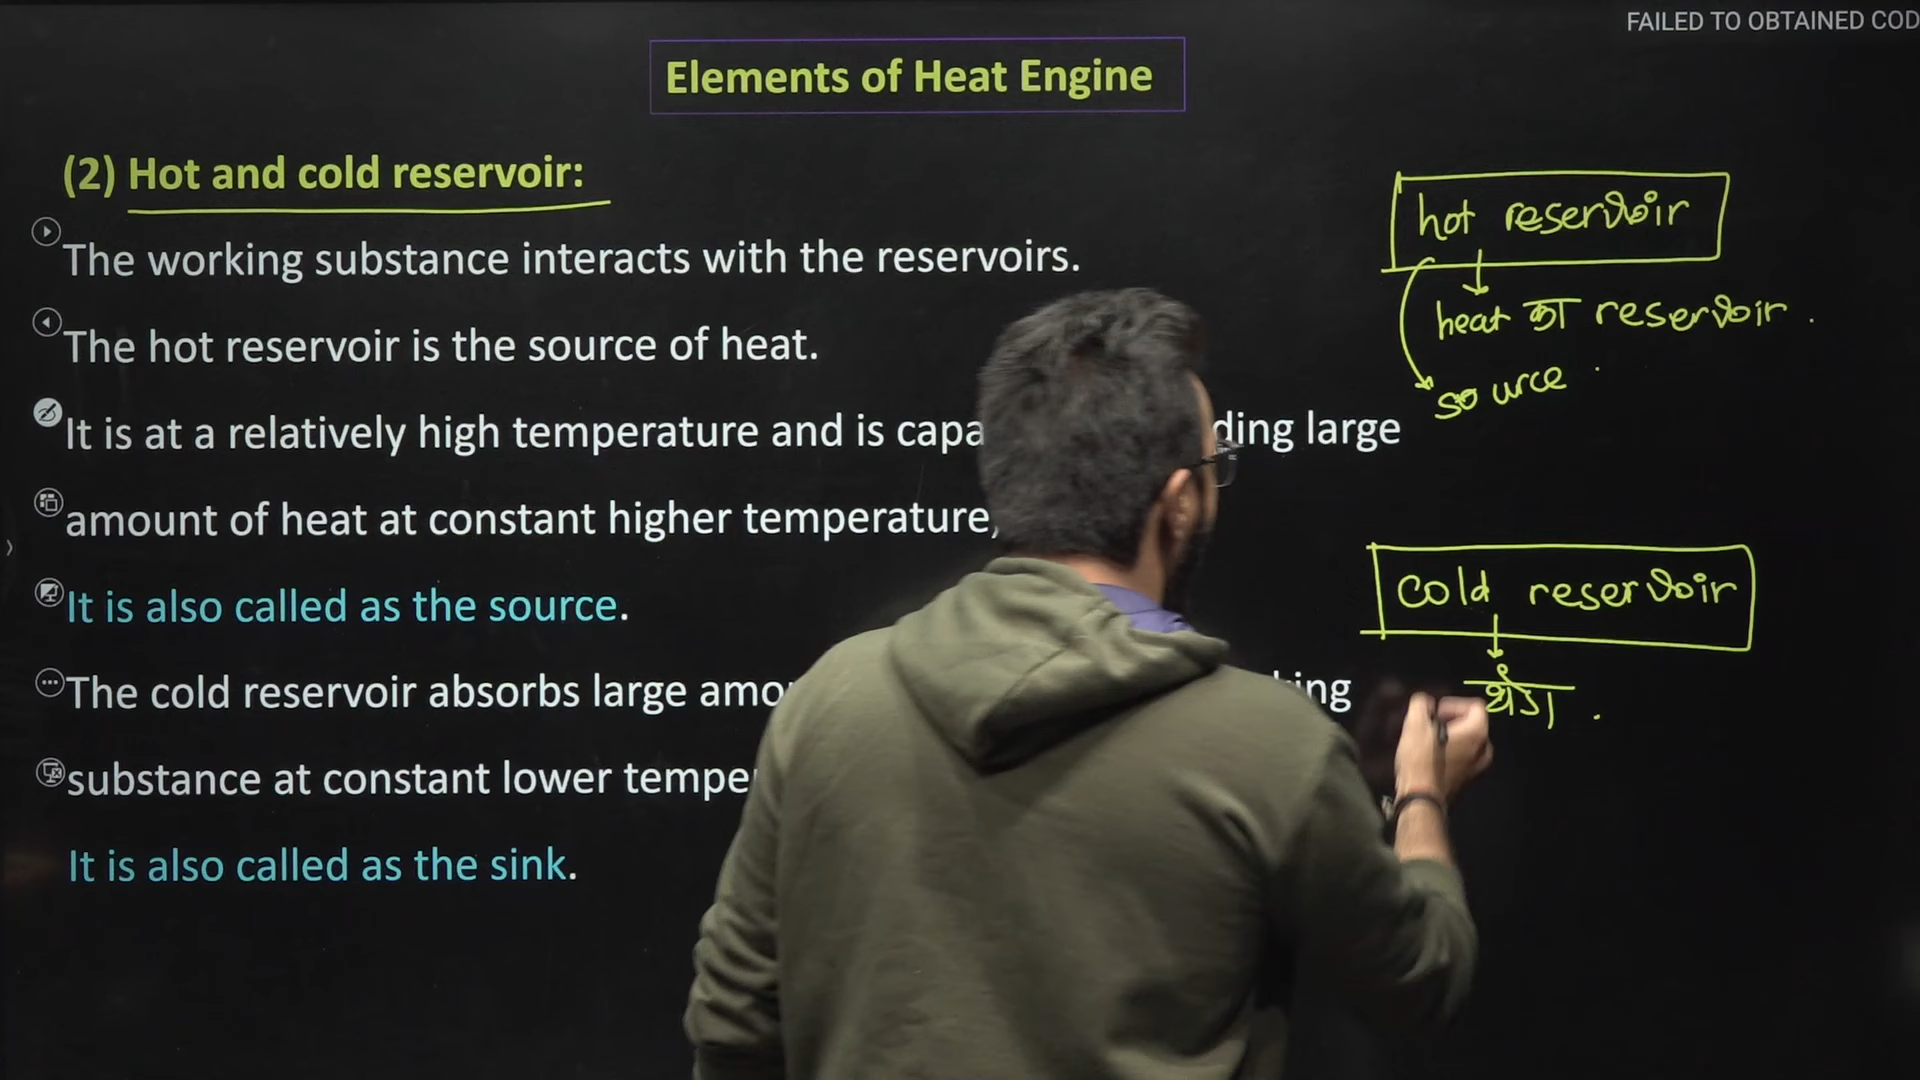 FAILED TO OBTAINED COD
Elements of Heat Engine
(2) Hot and cold reservoir:
The working substance interacts with the reservoirs.
The hot reservoir is the source of heat.
It is at a relatively high temperature and is capa ding large
amount of heat at constant higher temperature,
It is also called as the source.
The cold reservoir absorbs large amo king
substance at constant lower tempe
It is also called as the sink.
hot reservoir
heat का reservoir.
source
cold reservoir
थंडा.